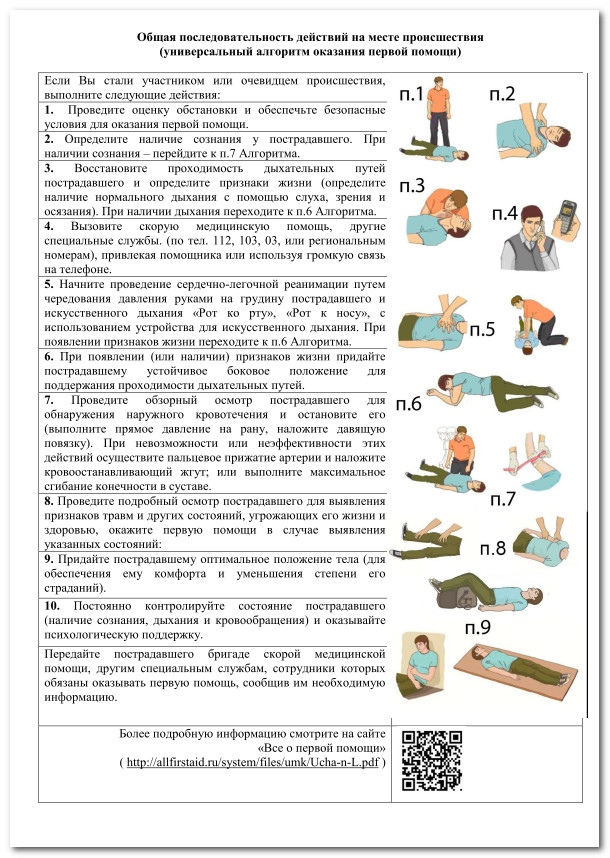 Общая последовательность действий на месте происшествия
(универсальный алгоритм оказания первой помощи)
Если Вы стали участником или очевидцем происшествия,
выполните следующие действия:
1. Проведите оценку обстановки и обеспечьте безопасные
условия для оказания первой помощи.
2. Определите наличие сознания у пострадавшего. При
наличии сознания – перейдите к п.7 Алгоритма.
3. Восстановите проходимость дыхательных путей
пострадавшего и определите признаки жизни (определите
наличие нормального дыхания с помощью слуха, зрения и
осязания). При наличии дыхания переходите к п.6 Алгоритма.
4. Вызовите скорую медицинскую помощь, другие
специальные службы. (по тел. 112, 103, 03, или региональным
номерам), привлекая помощника или используя громкую связь
на телефоне.
5. Начните проведение сердечно-легочной реанимации путем
чередования давления руками на грудину пострадавшего и
искусственного дыхания «Рот ко рту», «Рот к носу», с
использованием устройства для искусственного дыхания. При
появлении признаков жизни переходите к п.6 Алгоритма.
6. При появлении (или наличии) признаков жизни придайте
пострадавшему устойчивое боковое положение для
поддержания проходимости дыхательных путей.
7. Проведите обзорный осмотр пострадавшего для
обнаружения наружного кровотечения и остановите его
(выполните прямое давление на рану, наложите давящую
повязку). При невозможности или неэффективности этих
действий осуществите пальцевое прижатие артерии и наложите
кровоостанавливающий жгут; или выполните максимальное
сгибание конечности в суставе.
8. Проведите подробный осмотр пострадавшего для выявления
признаков травм и других состояний, угрожающих его жизни и
здоровью, окажите первую помощи в случае выявления
указанных состояний:
9. Придайте пострадавшему оптимальное положение тела (для
обеспечения ему комфорта и уменьшения степени его
страданий).
10. Постоянно контролируйте состояние пострадавшего
(наличие сознания, дыхания и кровообращения) и оказывайте
психологическую поддержку.
Передайте пострадавшего бригаде скорой медицинской
помощи, другим специальным службам, сотрудники которых
обязаны оказывать первую помощь, сообщив им необходимую
информацию.
п.1
п.2
п.3
п.4
п.5
п.6
п.7
п.8
п.9
Более подробную информацию смотрите на сайте
«Все о первой помощи»
( http://allfirstaid.ru/system/files/umk/Ucha-n-L.pdf )